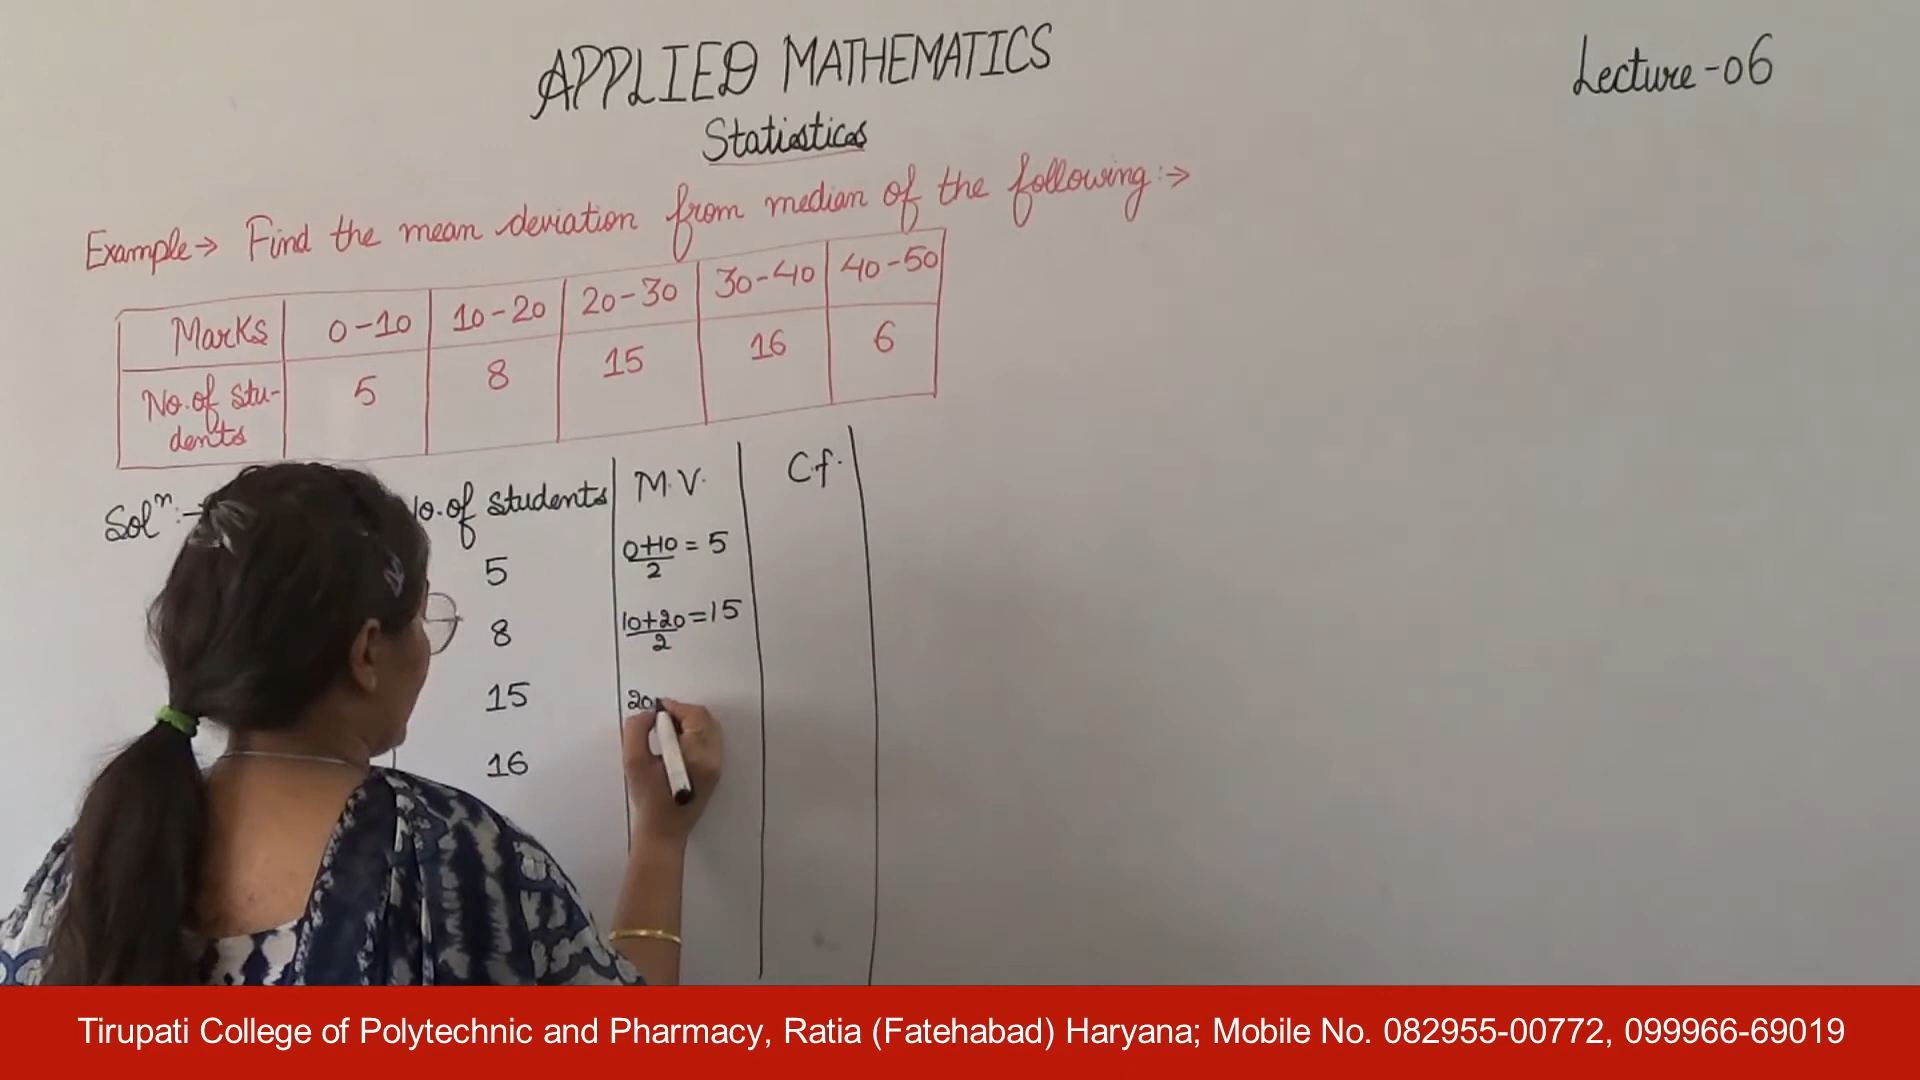 APPLIED MATHEMATICS
Lecture-06
Statistics
Example→ Find the mean deviation from median of the following:→
Marks 0-10 10-20 20-30 30-40 40-50
No. of stu-
dents 5 8 15 16 6
Solⁿ:→ No. of students M.V. C.f.
5 0+10/2 = 5
8 10+20/2 = 15
15 20
16
Tirupati College of Polytechnic and Pharmacy, Ratia (Fatehabad) Haryana; Mobile No. 082955-00772, 099966-69019